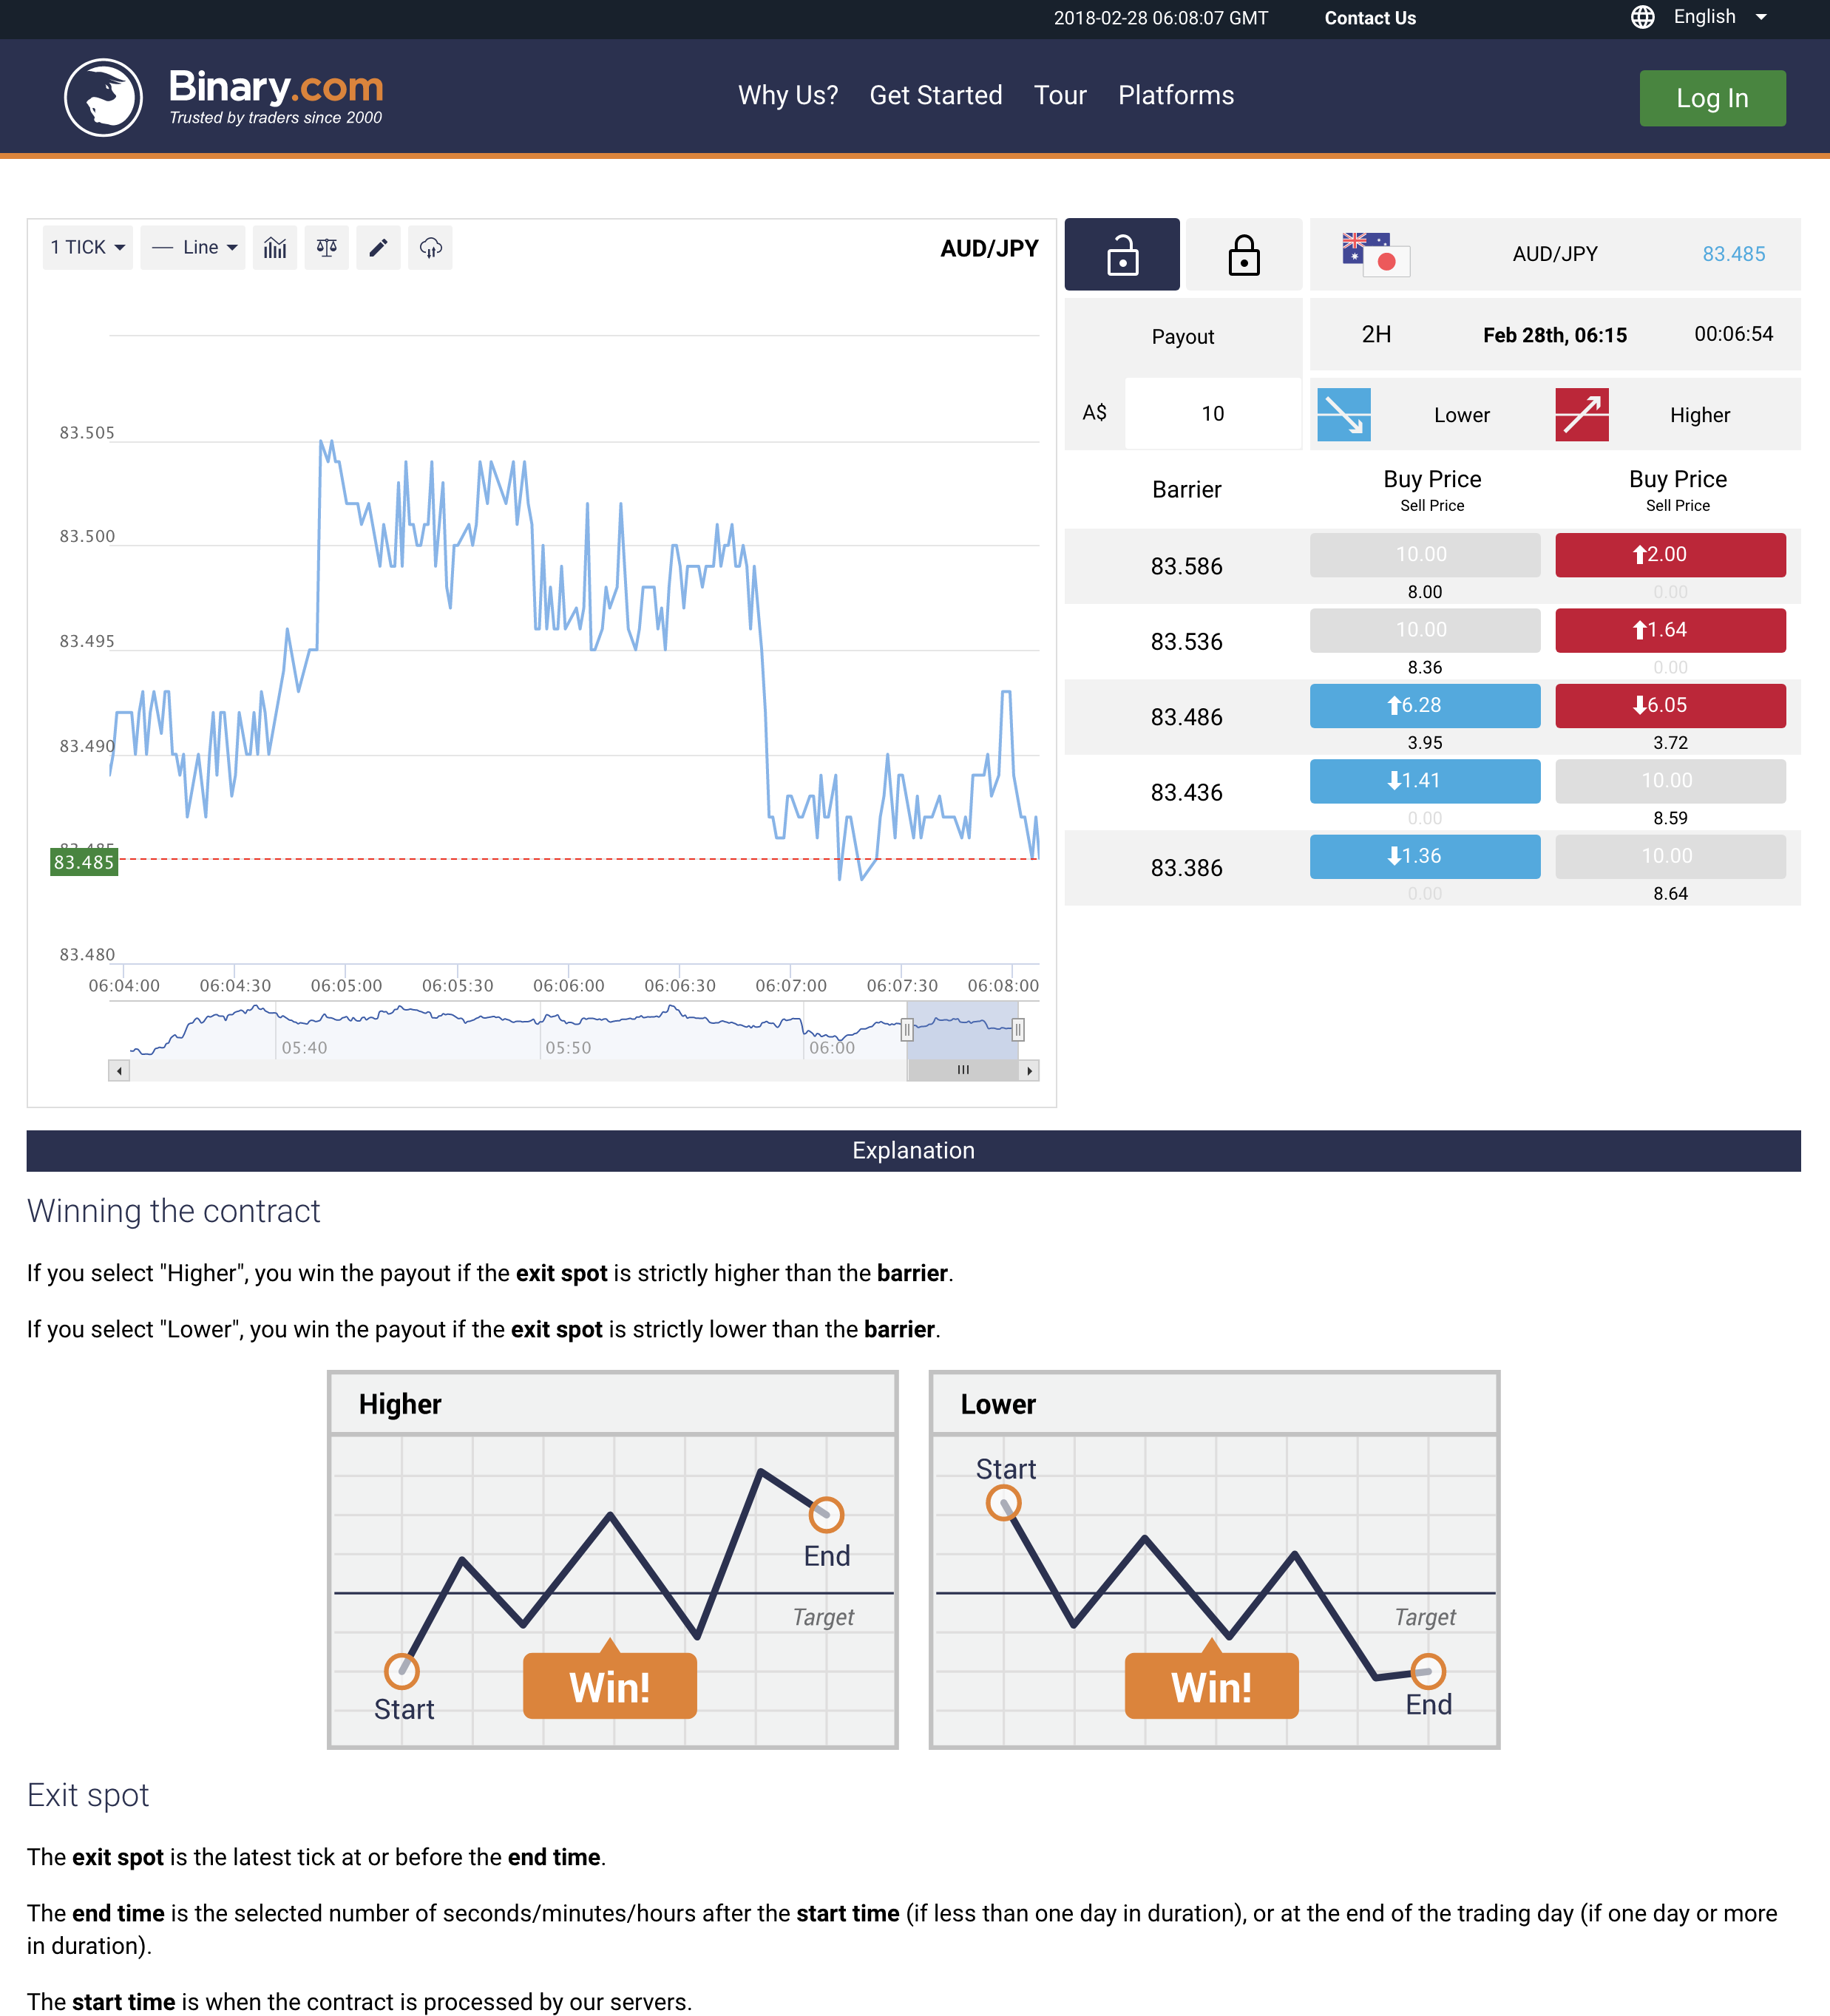 2018-02-28 06:08:07 GMT Contact Us English
Binary.com
Trusted by traders since 2000
Why Us? Get Started Tour Platforms
Log In
1 TICK Line
AUD/JPY
83.505
83.500
83.495
83.490
83.485
83.485
83.480
06:04:00 06:04:30 06:05:00 06:05:30 06:06:00 06:06:30 06:07:00 06:07:30 06:08:00
05:40 05:50 06:00
AUD/JPY 83.485
Payout
2H Feb 28th, 06:15 00:06:54
A$ 10
Lower Higher
Barrier
Buy Price Buy Price
Sell Price Sell Price
83.586 10.00 2.00
8.00 0.00
83.536 10.00 1.64
8.36 0.00
83.486 6.28 6.05
3.95 3.72
83.436 1.41 10.00
0.00 8.59
83.386 1.36 10.00
0.00 8.64
Explanation
Winning the contract
If you select "Higher", you win the payout if the exit spot is strictly higher than the barrier.
If you select "Lower", you win the payout if the exit spot is strictly lower than the barrier.
Higher
End
Target
Win!
Start
Lower
Start
Target
Win!
End
Exit spot
The exit spot is the latest tick at or before the end time.
The end time is the selected number of seconds/minutes/hours after the start time (if less than one day in duration), or at the end of the trading day (if one day or more
in duration).
The start time is when the contract is processed by our servers.